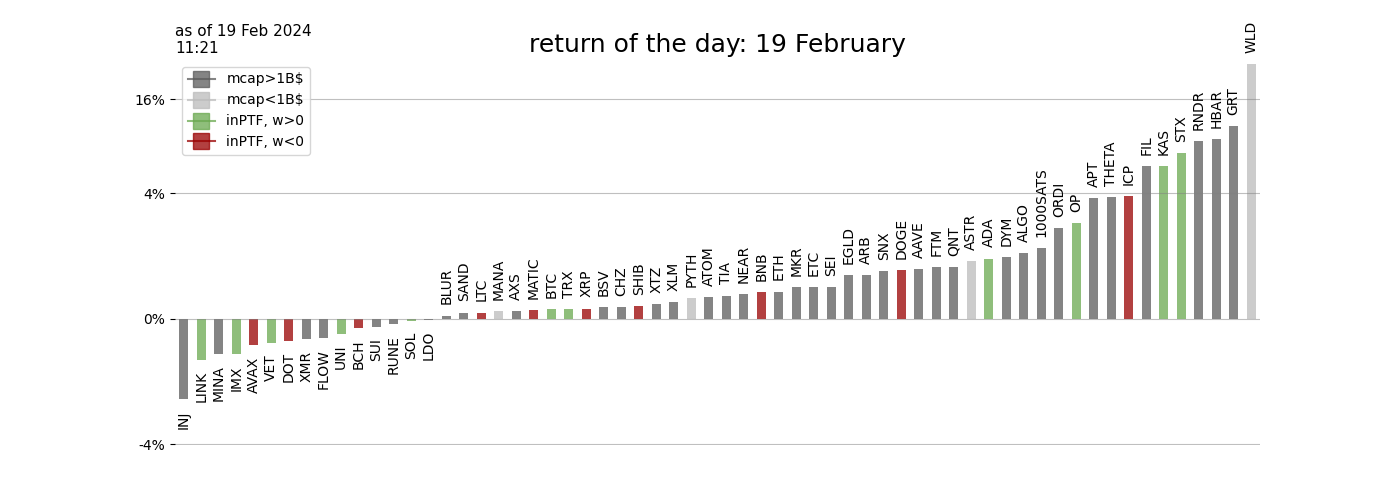 as of 19 Feb 2024
11:21
return of the day: 19 February
mcap>1B$
mcap<1B$
inPTF, w>0
inPTF, w<0
16%
4%
0%
-4%
INJ
LINK
MINA
IMX
AVAX
VET
DOT
XMR
FLOW
UNI
BCH
SUI
RUNE
SOL
LDO
BLUR
SAND
LTC
MANA
AXS
MATIC
BTC
TRX
XRP
BSV
CHZ
SHIB
XTZ
XLM
PYTH
ATOM
TIA
NEAR
BNB
ETH
MKR
ETC
SEI
EGLD
ARB
SNX
DOGE
AAVE
FTM
QNT
ASTR
ADA
DYM
ALGO
1000SATS
ORDI
OP
APT
THETA
ICP
FIL
KAS
STX
RNDR
HBAR
GRT
WLD